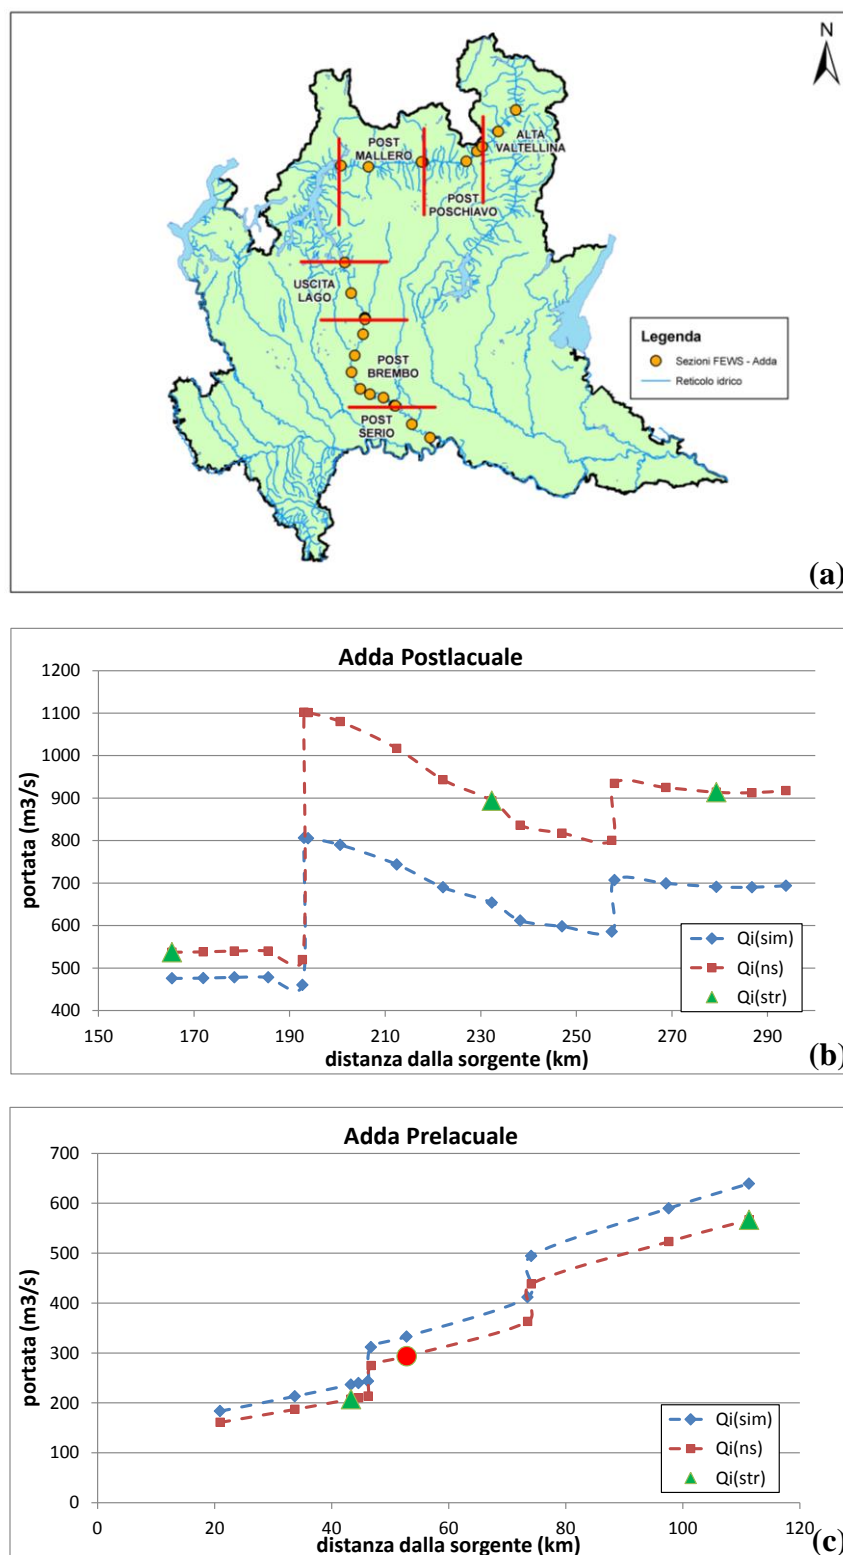 N
POST
MALLERO
ALTA
VALTELLINA
POST
POSCHIAVO
USCITA
LAGO
Legenda
Sezioni FEWS - Adda
Reticolo idrico
POST
BREMBO
POST
SERIO
(a)
Adda Postlacuale
1200
1100
1000
900
800
700
600
500
400
portata (m3/s)
Qi(sim)
Qi(ns)
Qi(str)
150 170 190 210 230 250 270 290
distanza dalla sorgente (km)
(b)
Adda Prelacuale
700
600
500
400
300
200
100
0
portata (m3/s)
Qi(sim)
Qi(ns)
Qi(str)
0 20 40 60 80 100 120
distanza dalla sorgente (km)
(c)